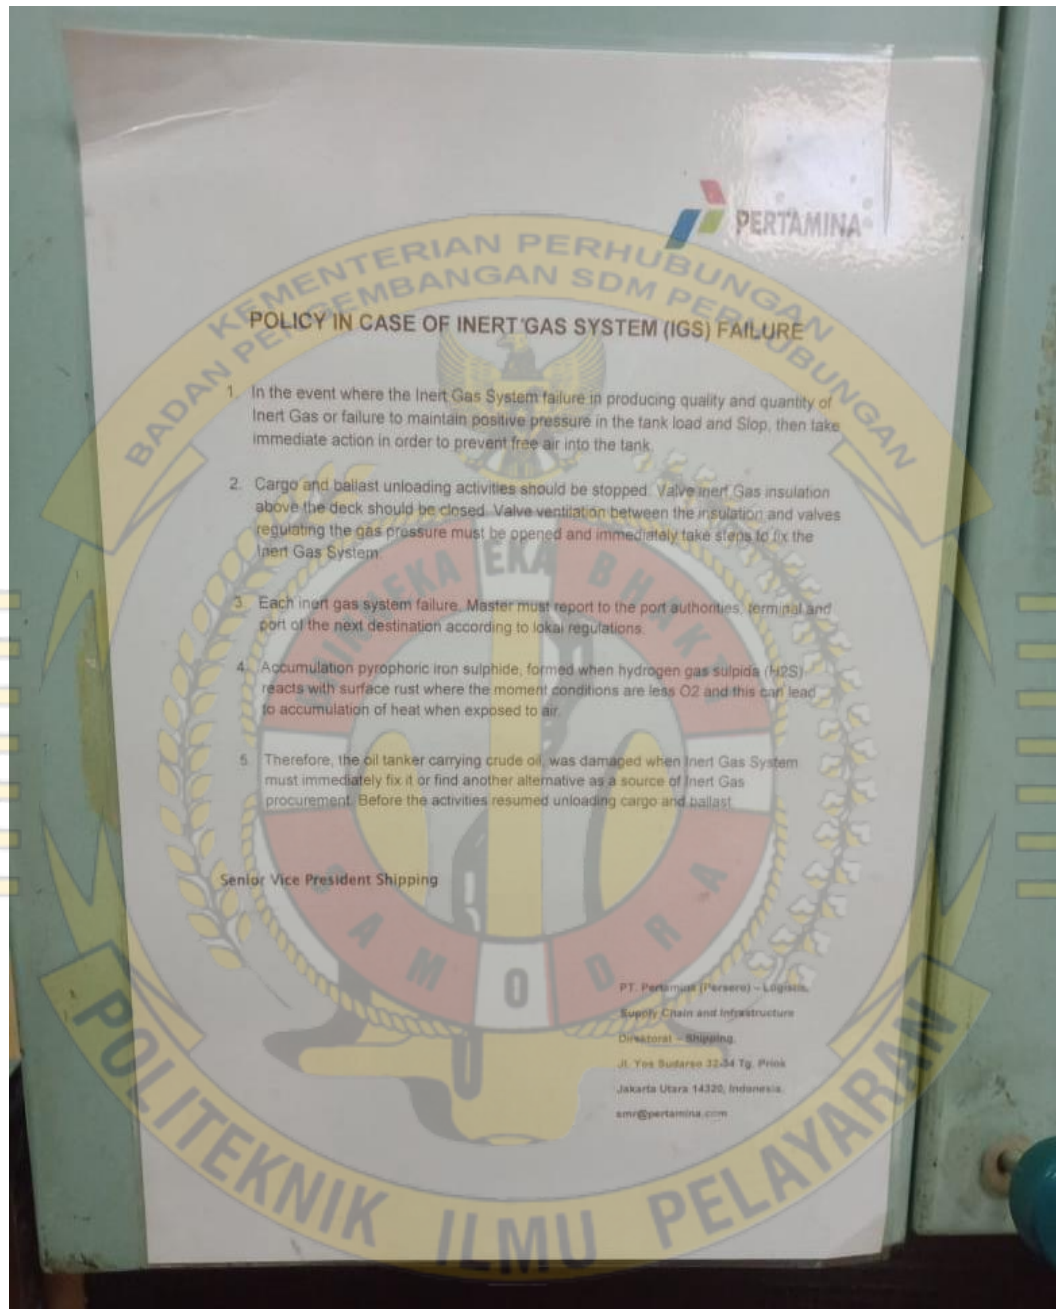 PERTAMINA
KEMENTERIAN PERHUBUNGAN
BADAN PENGEMBANGAN SDM PERHUBUNGAN
POLICY IN CASE OF INERT GAS SYSTEM (IGS) FAILURE
1. In the event where the Inert Gas System failure in producing quality and quantity of
Inert Gas or failure to maintain positive pressure in the tank load and Slop, then take
immediate action in order to prevent free air into the tank.
2. Cargo and ballast unloading activities should be stopped. Valve inert Gas insulation
above the deck should be closed. Valve ventilation between the insulation and valves
regulating the gas pressure must be opened and immediately take steps to fix the
Inert Gas System.
3. Each inert gas system failure. Master must report to the port authorities, terminal and
port of the next destination according to lokal regulations.
4. Accumulation pyrophoric iron sulphide, formed when hydrogen gas sulpida (H2S)
reacts with surface rust where the moment conditions are less O2 and this can lead
to accumulation of heat when exposed to air.
5. Therefore, the oil tanker carrying crude oil, was damaged when Inert Gas System
must immediately fix it or find another alternative as a source of Inert Gas
procurement. Before the activities resumed unloading cargo and ballast
EKA BHAKTI
SAMODRA
Senior Vice President Shipping
PT. Pertamina (Persero) – Logistic,
Supply Chain and Infrastructure
Direktorat – Shipping.
Jl. Yos Sudarso 32-34 Tg. Priok
Jakarta Utara 14320, Indonesia.
smr@pertamina.com
POLITEKNIK ILMU PELAYARAN